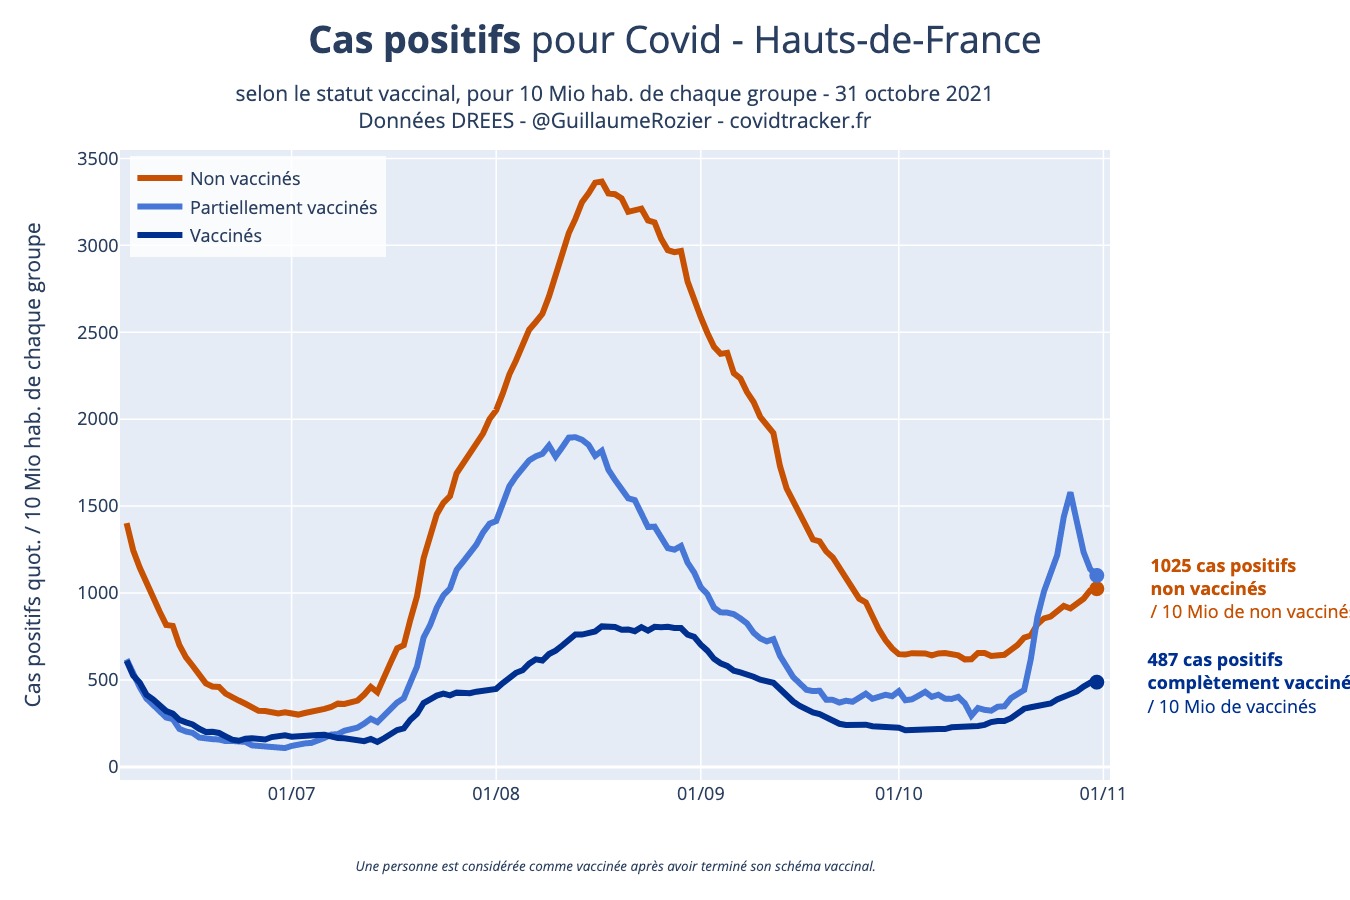 Cas positifs pour Covid - Hauts-de-France
selon le statut vaccinal, pour 10 Mio hab. de chaque groupe - 31 octobre 2021
Données DREES - @GuillaumeRozier - covidtracker.fr
Cas positifs quot. / 10 Mio hab. de chaque groupe
3500
3000
2500
2000
1500
1000
500
0
Non vaccinés
Partiellement vaccinés
Vaccinés
1025 cas positifs
non vaccinés
/ 10 Mio de non vaccinés
487 cas positifs
complètement vacciné
/ 10 Mio de vaccinés
01/07
01/08
01/09
01/10
01/11
Une personne est considérée comme vaccinée après avoir terminé son schéma vaccinal.